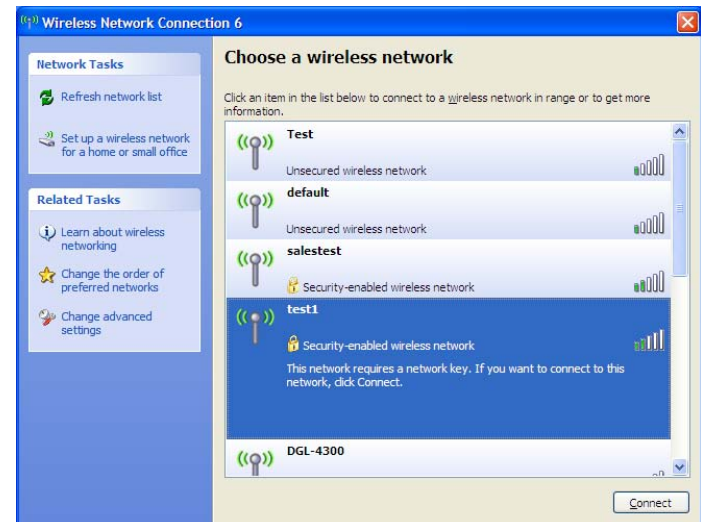 Wireless Network Connection 6
Network Tasks
Refresh network list
Set up a wireless network
for a home or small office
Related Tasks
Learn about wireless
networking
Change the order of
preferred networks
Change advanced
settings
Choose a wireless network
Click an item in the list below to connect to a wireless network in range or to get more
information.
Test
Unsecured wireless network
default
Unsecured wireless network
salestest
Security-enabled wireless network
test1
Security-enabled wireless network
This network requires a network key. If you want to connect to this
network, click Connect.
DGL-4300
Connect